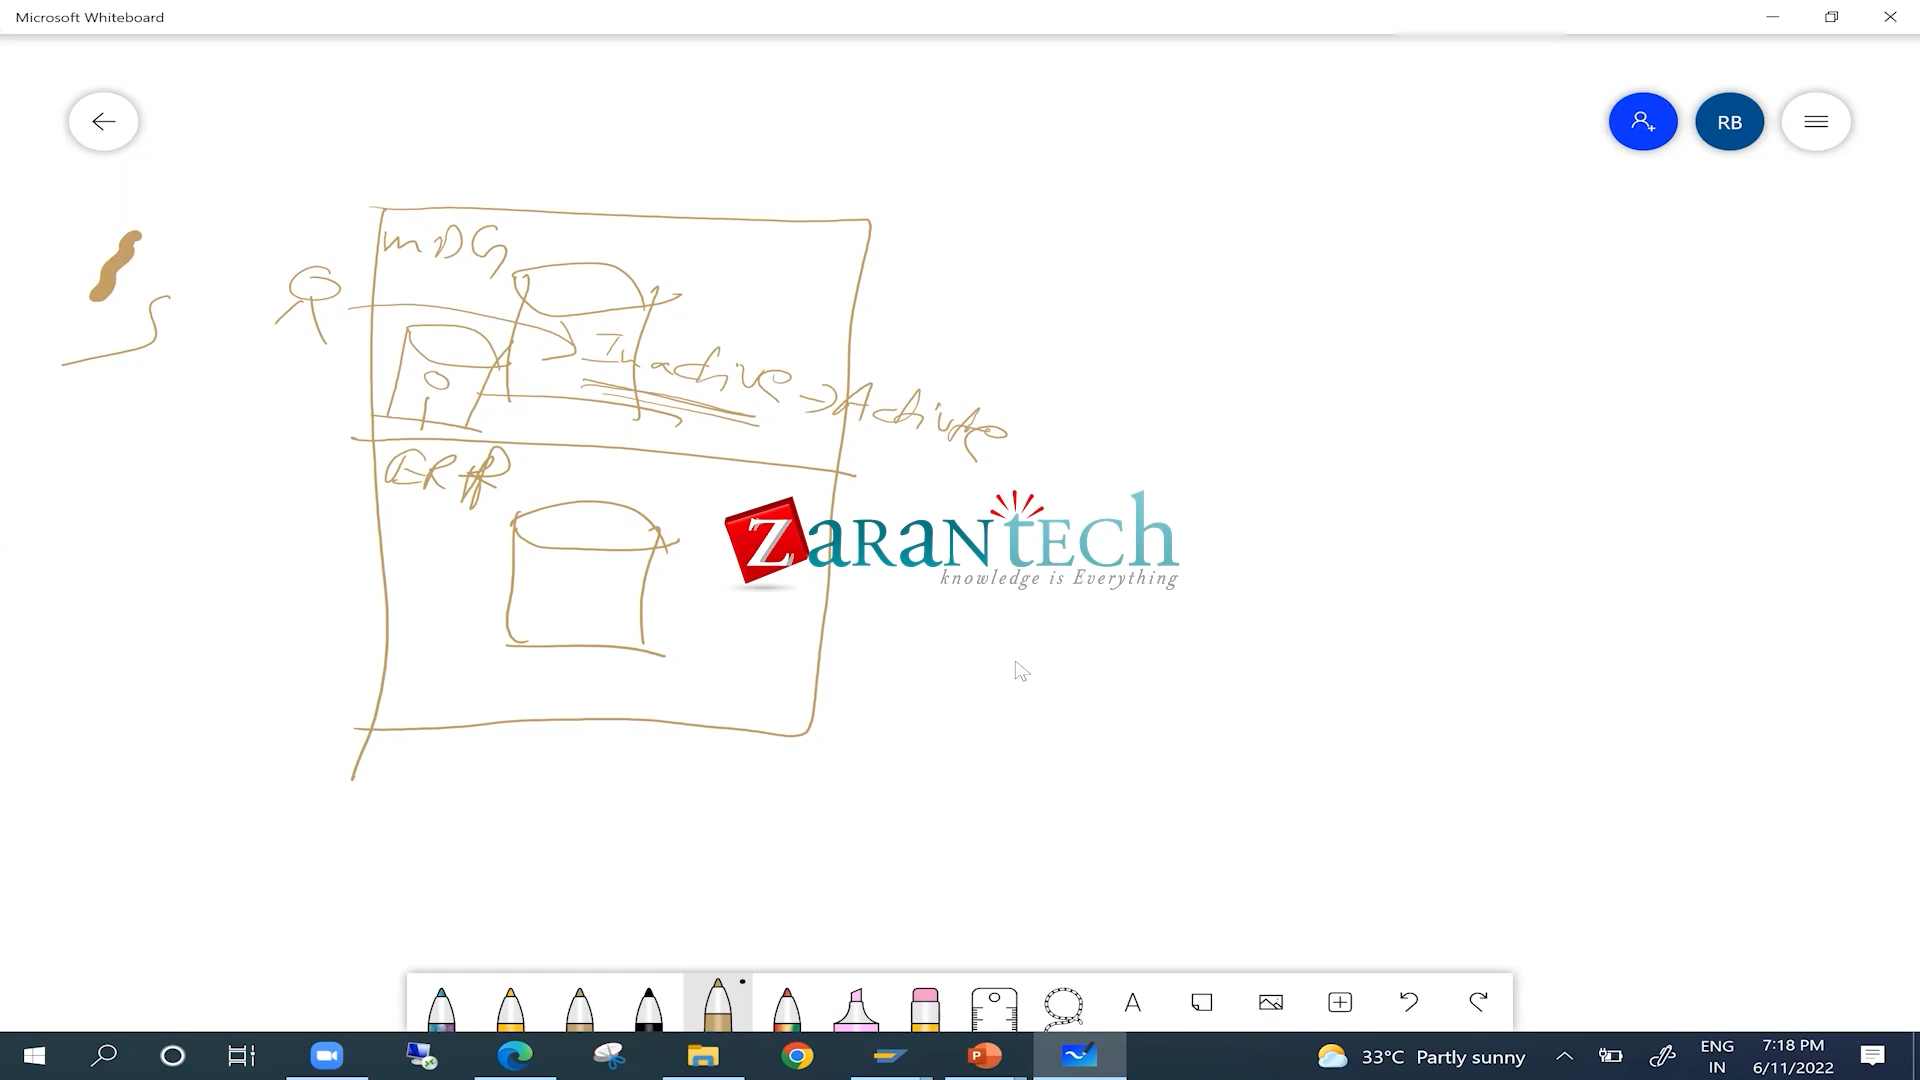 Microsoft Whiteboard
RB
mDG
Inactive → Active
ERP
ZaranTech
knowledge is Everything
A
33°C Partly sunny
ENG
IN
7:18 PM
6/11/2022